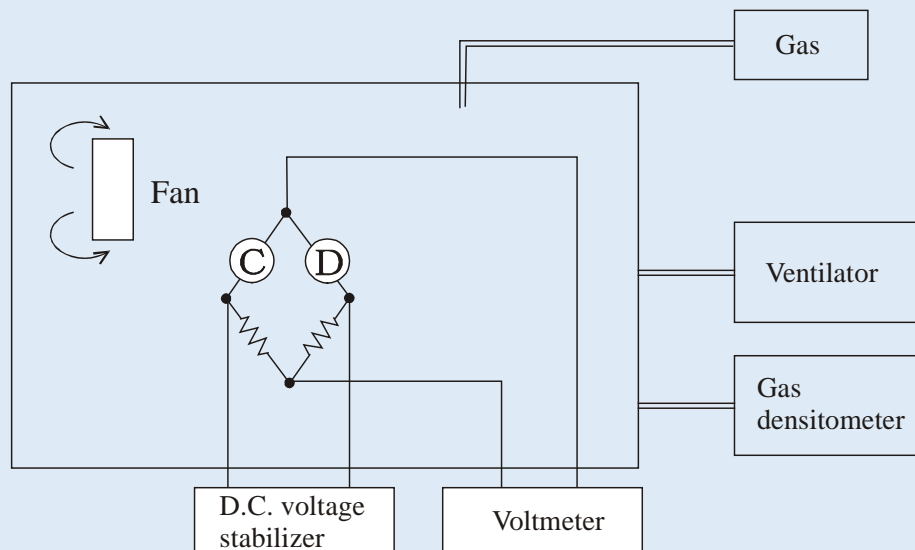 Gas
Fan
C D
Ventilator
Gas
densitometer
D.C. voltage
stabilizer
Voltmeter